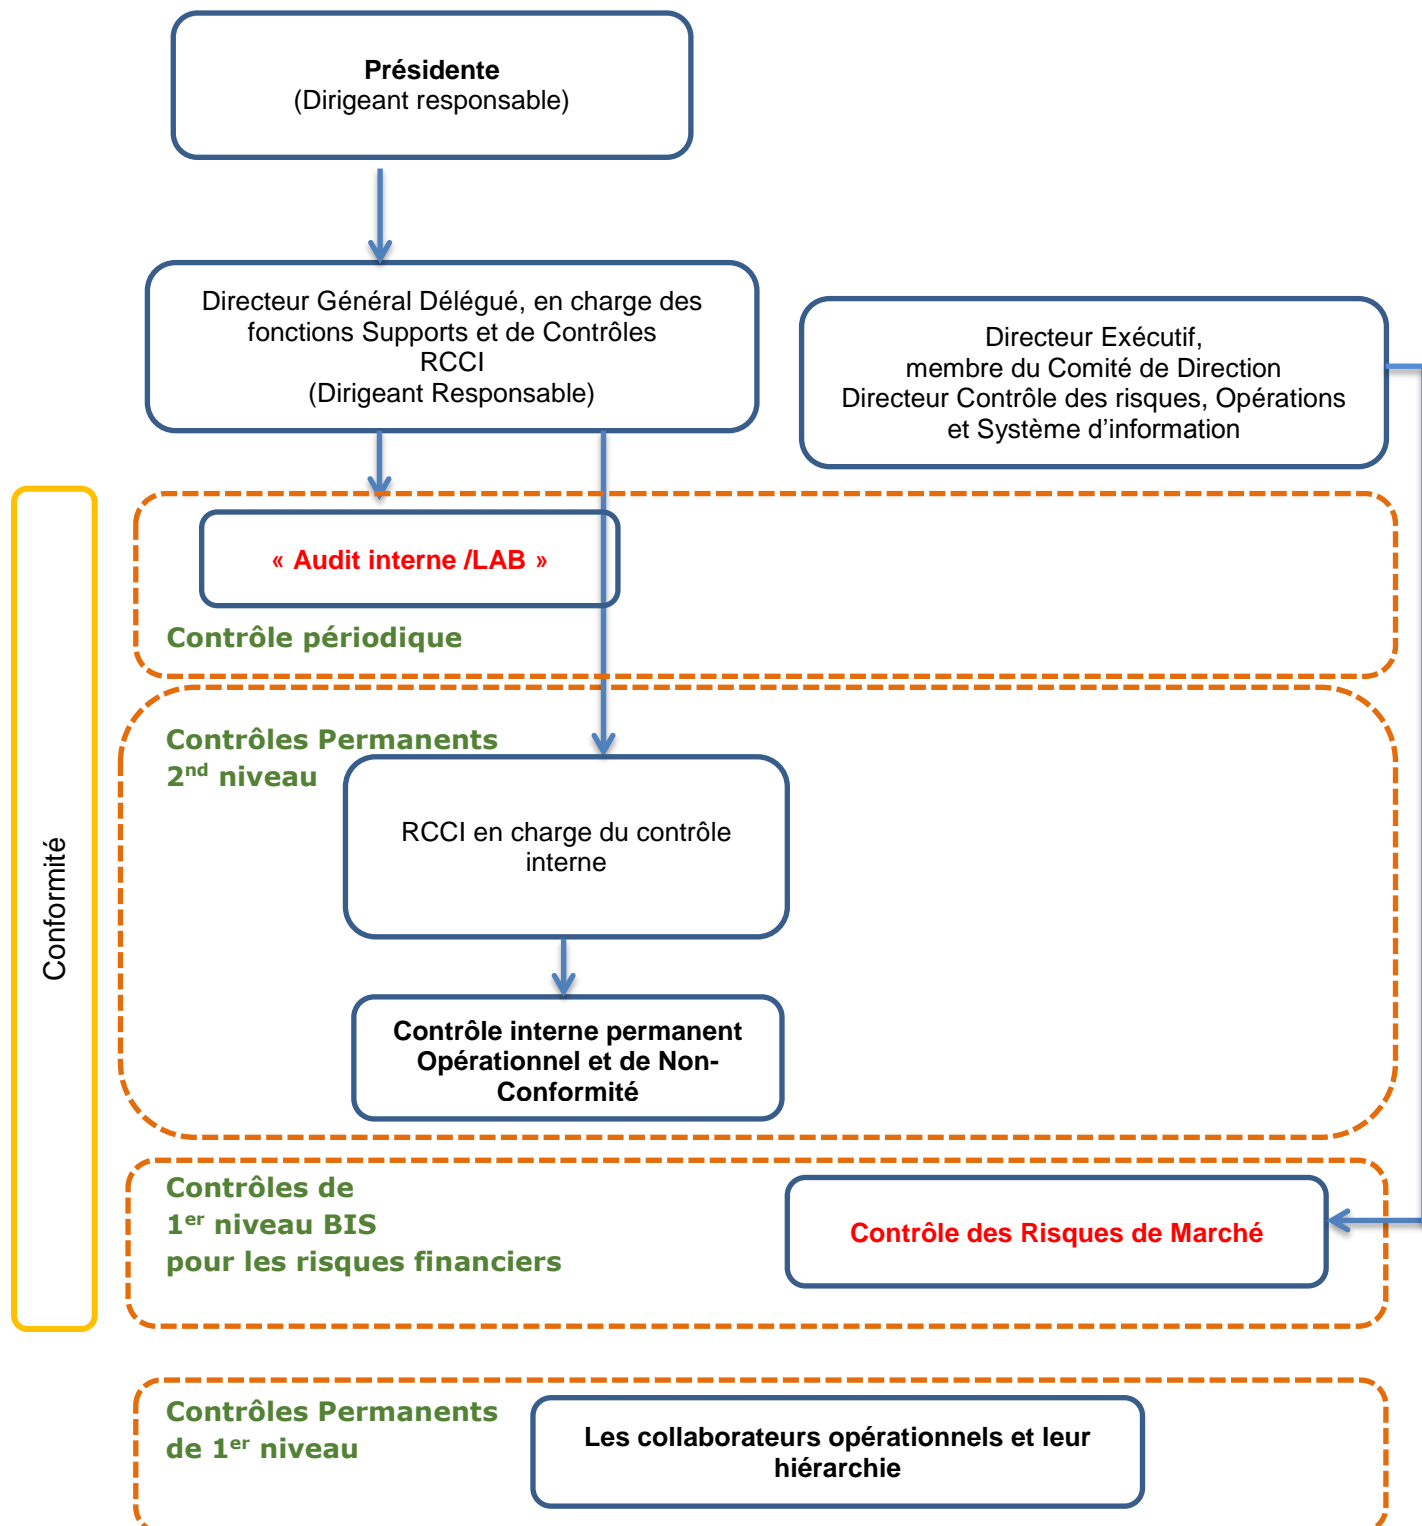 Présidente
(Dirigeant responsable)
Directeur Général Délégué, en charge des
fonctions Supports et de Contrôles
RCCI
(Dirigeant Responsable)
Directeur Exécutif,
membre du Comité de Direction
Directeur Contrôle des risques, Opérations
et Système d’information
Conformité
« Audit interne /LAB »
Contrôle périodique
Contrôles Permanents
2nd niveau
RCCI en charge du contrôle
interne
Contrôle interne permanent
Opérationnel et de Non-
Conformité
Contrôles de
1er niveau BIS
pour les risques financiers
Contrôle des Risques de Marché
Contrôles Permanents
de 1er niveau
Les collaborateurs opérationnels et leur
hiérarchie